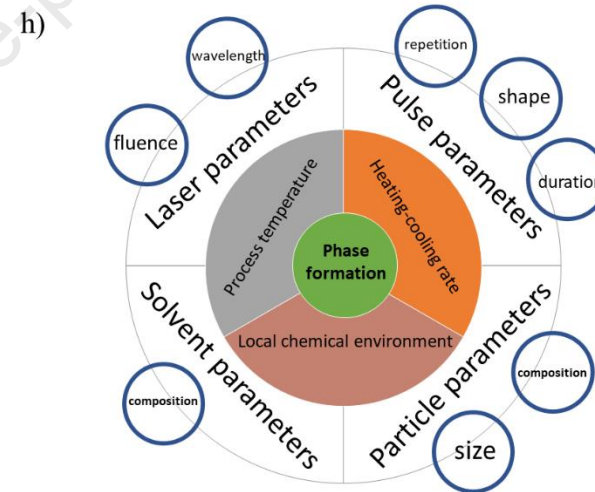 h)
wavelength
fluence
Laser parameters
repetition
shape
duration
Pulse parameters
Process temperature
Heating-cooling rate
Phase
formation
Local chemical environment
Solvent parameters
composition
Particle parameters
composition
size